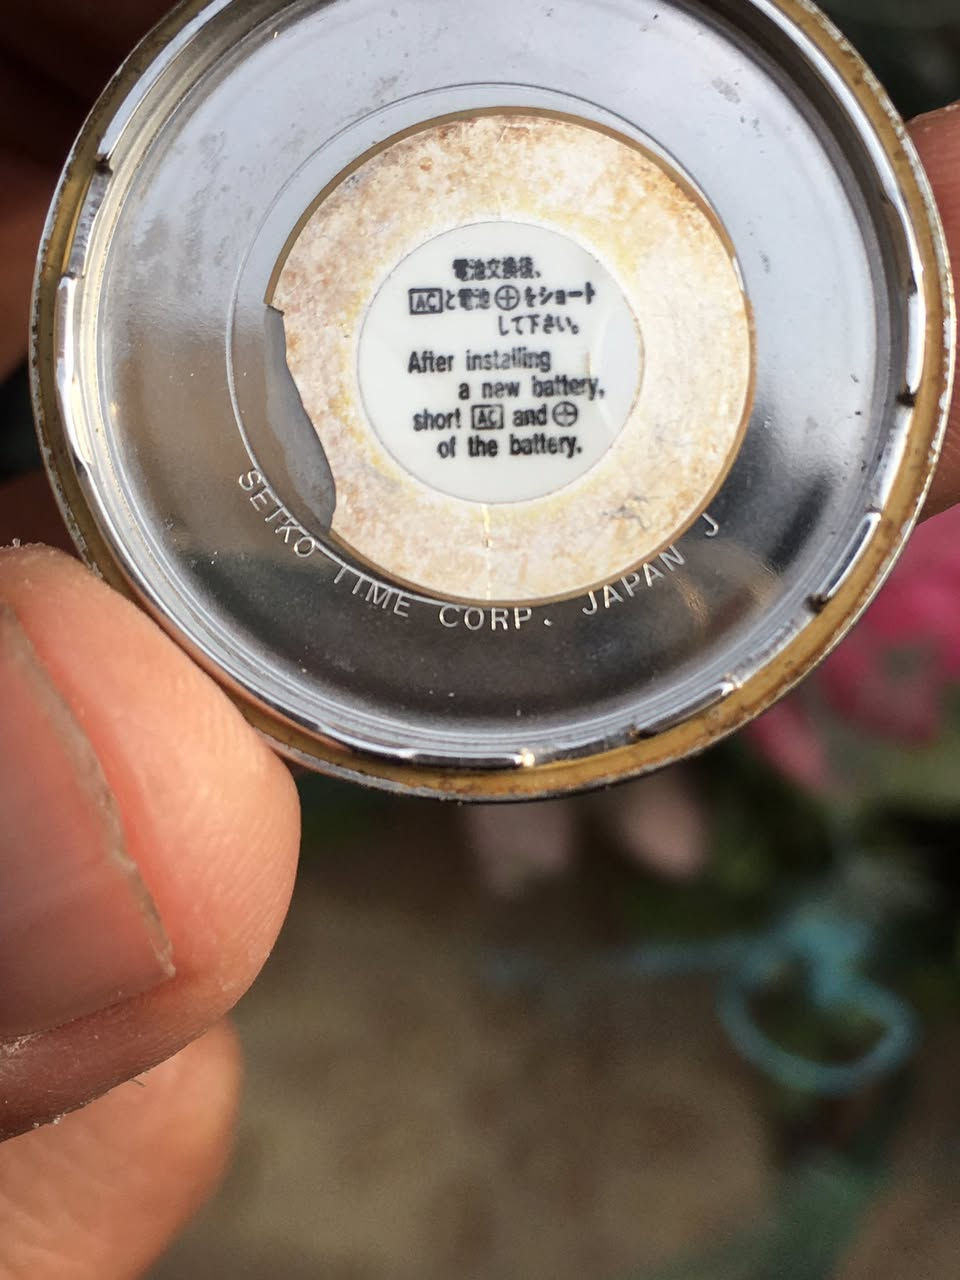 電池交換後、
ACと電池⊕をショート
して下さい。
After installing
a new battery,
short AC and ⊕
of the battery.
SEIKO TIME CORP. JAPAN J